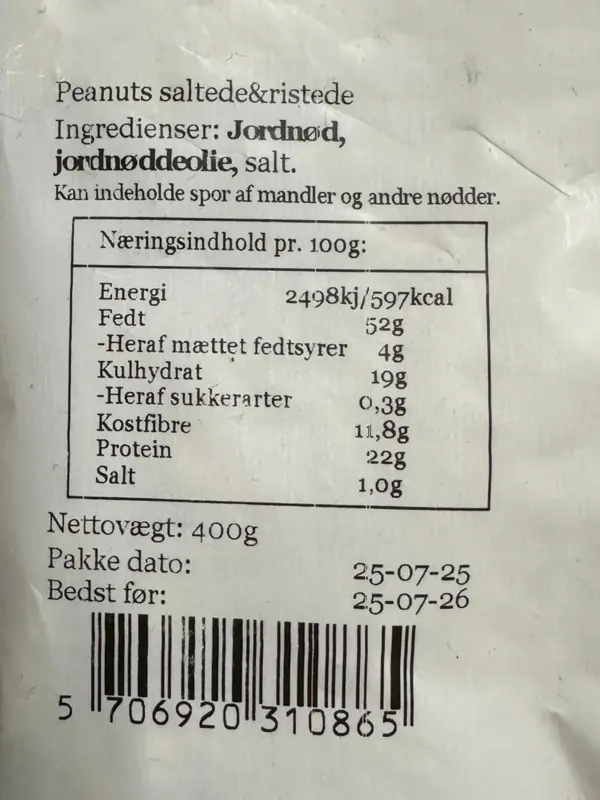 Peanuts saltede&ristede
Ingredienser: Jordnød,
jordnøddeolie, salt.
Kan indeholde spor af mandler og andre nødder.
Næringsindhold pr. 100g:
Energi 2498kj/597kcal
Fedt 52g
-Heraf mættet fedtsyrer 4g
Kulhydrat 19g
-Heraf sukkerarter 0,3g
Kostfibre 11,8g
Protein 22g
Salt 1,0g
Nettovægt: 400g
Pakke dato: 25-07-25
Bedst før: 25-07-26
5 706920 310865